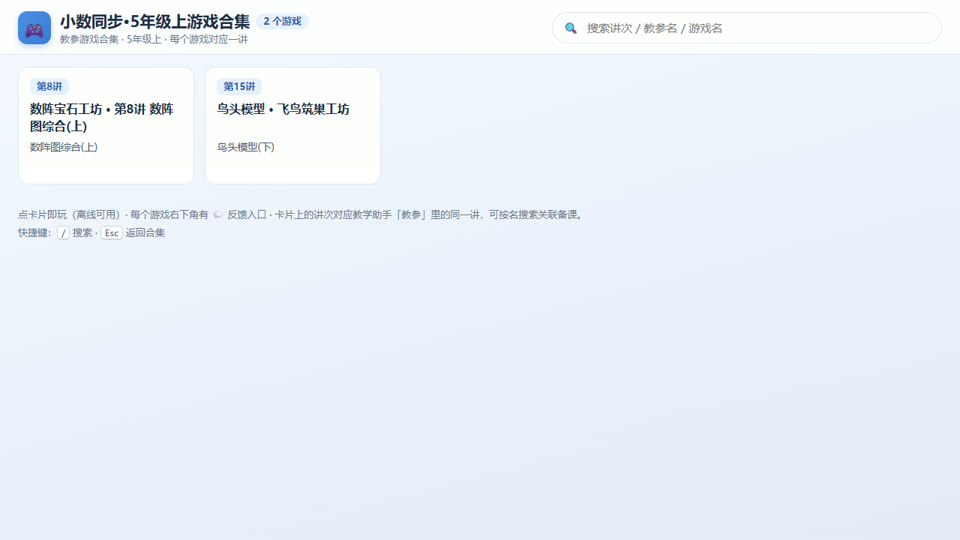 小数同步•5年级上游戏合集 2 个游戏
教参游戏合集 · 5年级上 · 每个游戏对应一讲
搜索讲次 / 教参名 / 游戏名
第8讲
数阵宝石工坊 • 第8讲 数阵
图综合(上)
数阵图综合(上)
第15讲
鸟头模型 • 飞鸟筑巢工坊
鸟头模型(下)
点卡片即玩（离线可用）· 每个游戏右下角有 反馈入口 · 卡片上的讲次对应教学助手「教参」里的同一讲，可按名搜索关联备课。
快捷键： / 搜索 · Esc 返回合集